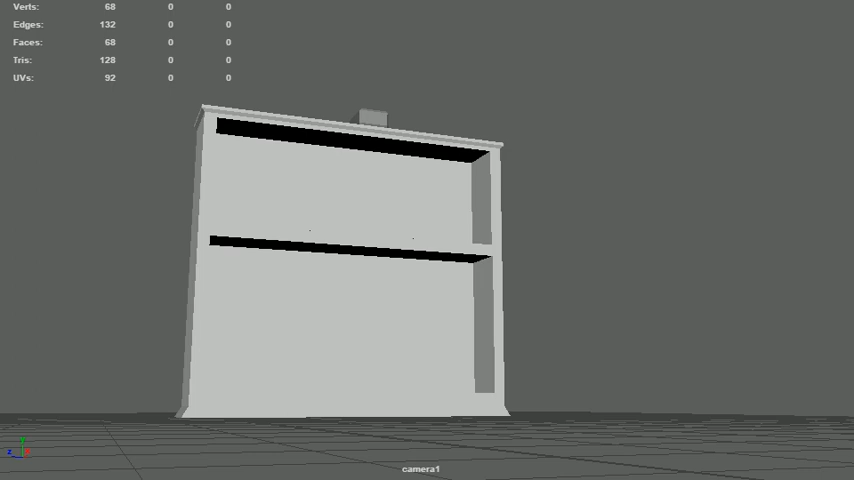 Verts: 68 0 0
Edges: 132 0 0
Faces: 68 0 0
Tris: 128 0 0
UVs: 92 0 0
z x
camera1